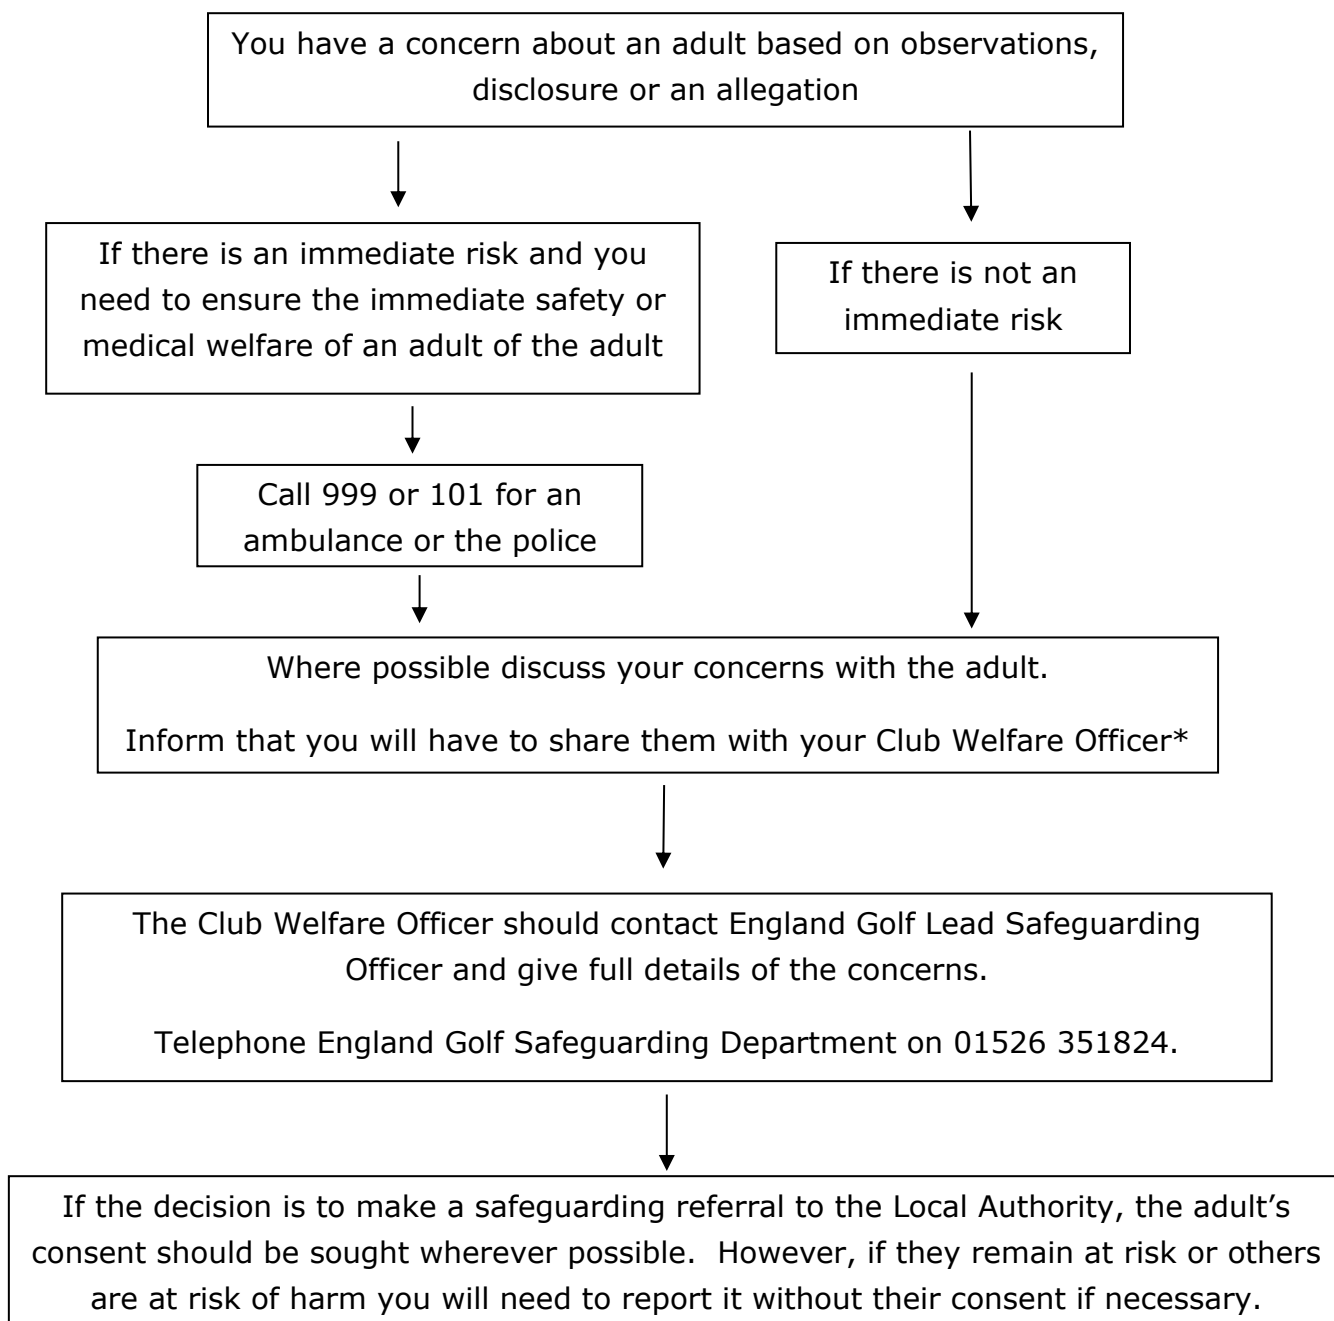 You have a concern about an adult based on observations,
disclosure or an allegation
If there is an immediate risk and you
need to ensure the immediate safety or
medical welfare of an adult of the adult
If there is not an
immediate risk
Call 999 or 101 for an
ambulance or the police
Where possible discuss your concerns with the adult.
Inform that you will have to share them with your Club Welfare Officer*
The Club Welfare Officer should contact England Golf Lead Safeguarding
Officer and give full details of the concerns.
Telephone England Golf Safeguarding Department on 01526 351824.
If the decision is to make a safeguarding referral to the Local Authority, the adult’s
consent should be sought wherever possible.  However, if they remain at risk or others
are at risk of harm you will need to report it without their consent if necessary.